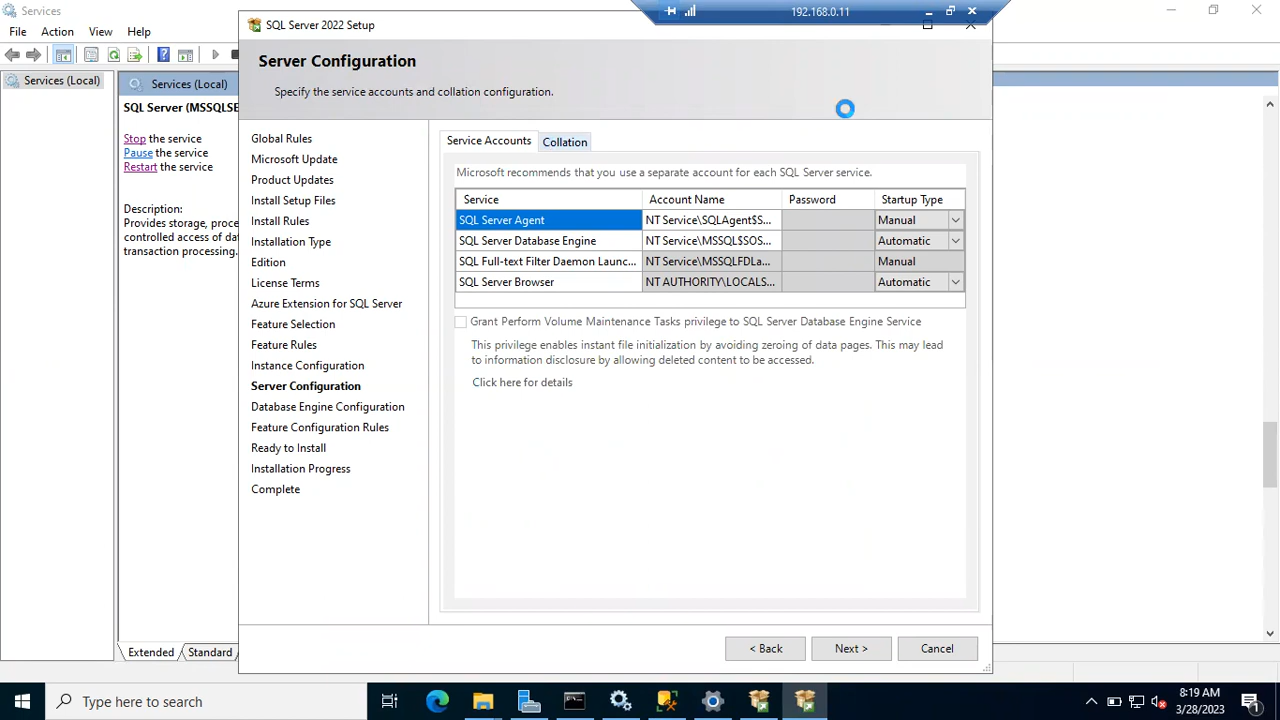 Services
SQL Server 2022 Setup
192.168.0.11
File Action View Help
Server Configuration
Specify the service accounts and collation configuration.
Services (Local)
Services (Local)
SQL Server (MSSQLSE
Stop the service
Pause the service
Restart the service
Description:
Provides storage, proce
controlled access of dat
transaction processing.
Global Rules
Microsoft Update
Product Updates
Install Setup Files
Install Rules
Installation Type
Edition
License Terms
Azure Extension for SQL Server
Feature Selection
Feature Rules
Instance Configuration
Server Configuration
Database Engine Configuration
Feature Configuration Rules
Ready to Install
Installation Progress
Complete
Service Accounts Collation
Microsoft recommends that you use a separate account for each SQL Server service.
Service Account Name Password Startup Type
SQL Server Agent NT Service\SQLAgent$S... Manual
SQL Server Database Engine NT Service\MSSQL$SOS... Automatic
SQL Full-text Filter Daemon Launc... NT Service\MSSQLFDLa... Manual
SQL Server Browser NT AUTHORITY\LOCALS... Automatic
Grant Perform Volume Maintenance Tasks privilege to SQL Server Database Engine Service
This privilege enables instant file initialization by avoiding zeroing of data pages. This may lead
to information disclosure by allowing deleted content to be accessed.
Click here for details
< Back Next > Cancel
Extended Standard
Type here to search
8:19 AM
3/28/2023
1